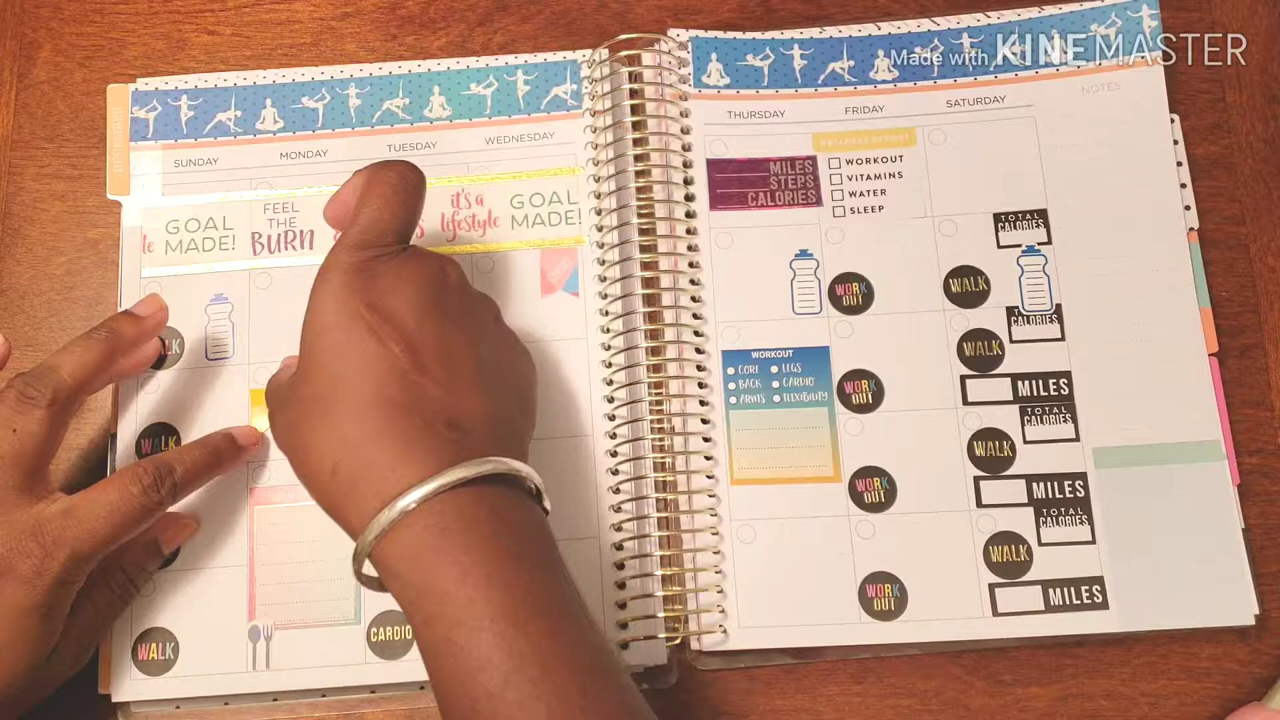 Made with KINEMASTER
SUNDAY MONDAY TUESDAY WEDNESDAY
GOAL MADE!
FEEL THE BURN
it's a lifestyle
GOAL MADE!
WALK
WALK
CARDIO
THURSDAY FRIDAY SATURDAY NOTES
MILES
STEPS
CALORIES
WORKOUT
VITAMINS
WATER
SLEEP
TOTAL CALORIES
WORK OUT
WALK
CALORIES
WALK
WORKOUT
CORE LEGS
BACK CARDIO
ARMS FLEXIBILITY
WORK OUT
MILES
TOTAL CALORIES
WALK
WORK OUT
MILES
TOTAL CALORIES
WALK
WORK OUT
MILES